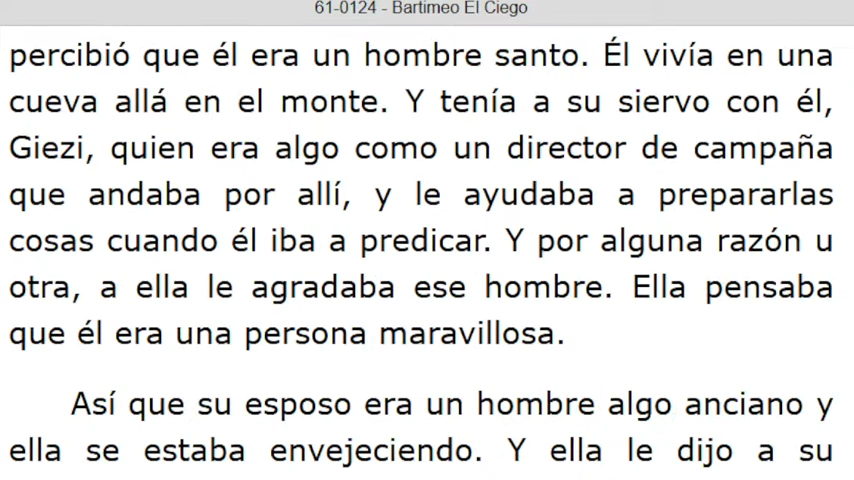 61-0124 - Bartimeo El Ciego
percibió que él era un hombre santo. Él vivía en una
cueva allá en el monte. Y tenía a su siervo con él,
Giezi, quien era algo como un director de campaña
que andaba por allí, y le ayudaba a prepararlas
cosas cuando él iba a predicar. Y por alguna razón u
otra, a ella le agradaba ese hombre. Ella pensaba
que él era una persona maravillosa.
Así que su esposo era un hombre algo anciano y
ella se estaba envejeciendo. Y ella le dijo a su